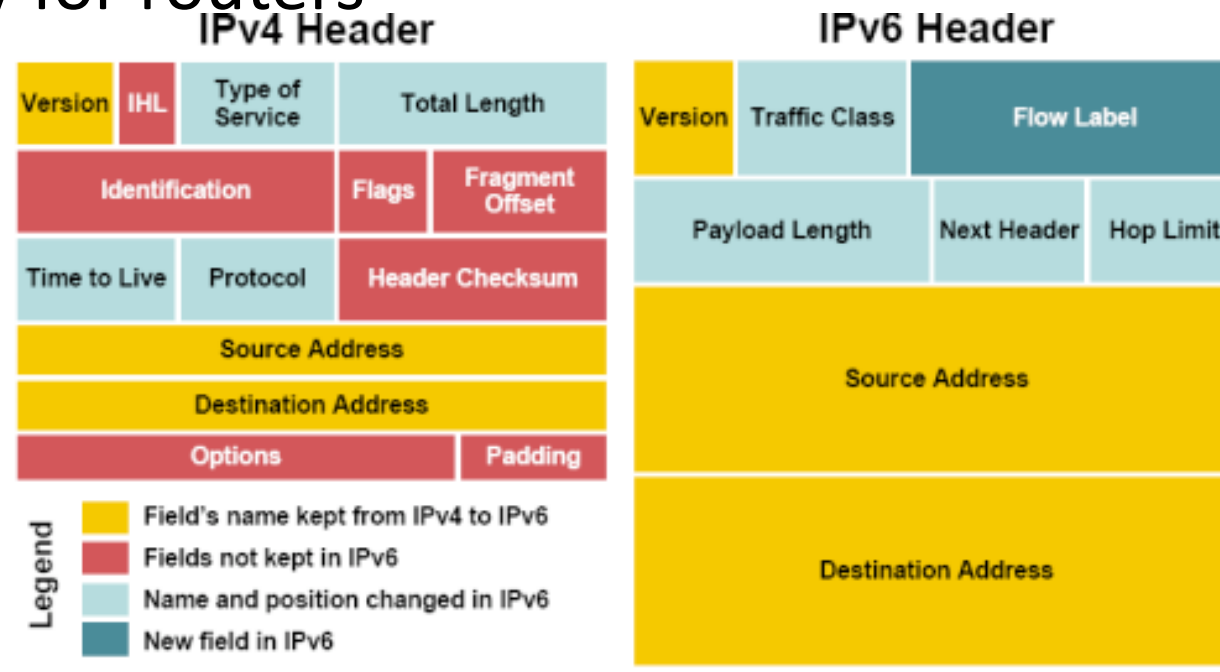 for routers
IPv4 Header
Version IHL Type of Service Total Length
Identification Flags Fragment Offset
Time to Live Protocol Header Checksum
Source Address
Destination Address
Options Padding
Legend
Field's name kept from IPv4 to IPv6
Fields not kept in IPv6
Name and position changed in IPv6
New field in IPv6
IPv6 Header
Version Traffic Class Flow Label
Payload Length Next Header Hop Limit
Source Address
Destination Address